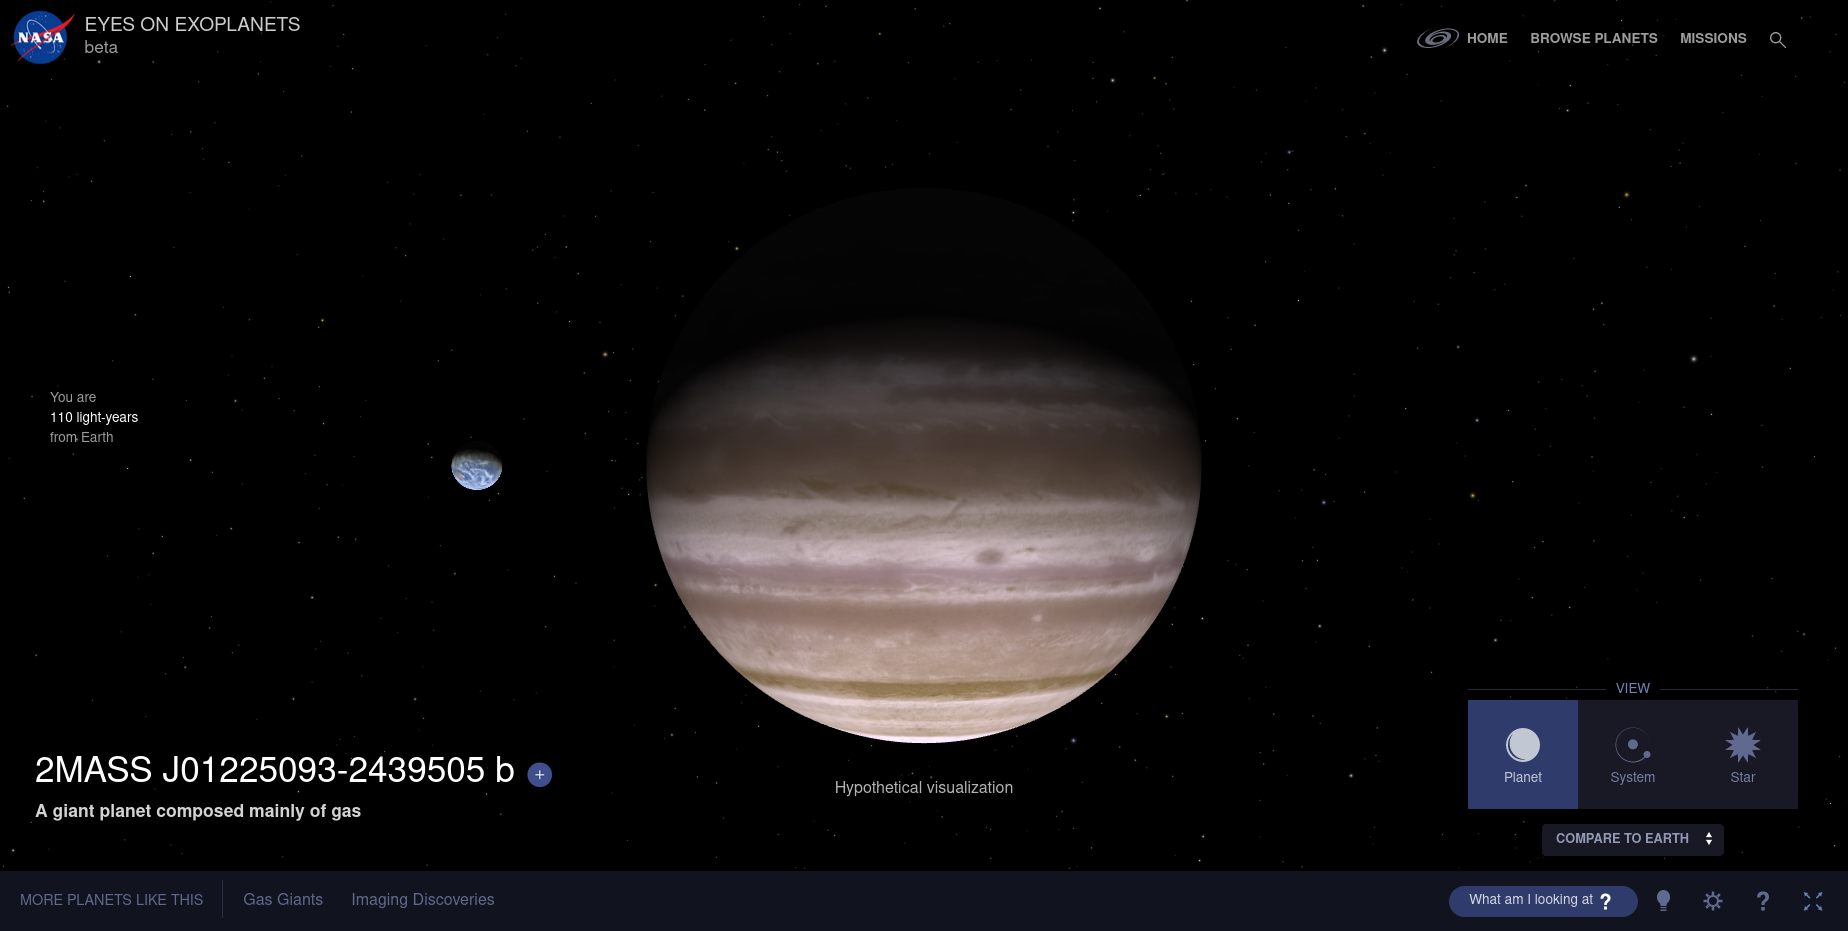 NASA
EYES ON EXOPLANETS
beta
HOME
BROWSE PLANETS
MISSIONS
You are
110 light-years
from Earth
2MASS J01225093-2439505 b +
A giant planet composed mainly of gas
Hypothetical visualization
VIEW
Planet
System
Star
COMPARE TO EARTH
MORE PLANETS LIKE THIS
Gas Giants
Imaging Discoveries
What am I looking at ?
?